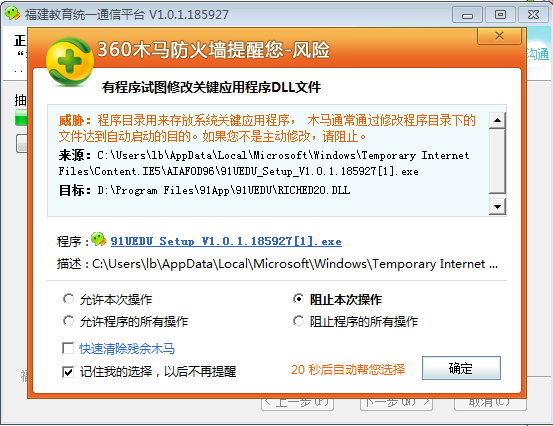 福建教育统一通信平台 V1.0.1.185927
正
沟通
360木马防火墙提醒您-风险
有程序试图修改关键应用程序DLL文件
抽
威胁：程序目录用来存放系统关键应用程序， 木马通常通过修改程序目录下的
文件达到自动启动的目的。如果您不是主动修改，请阻止。
来源：C:\Users\lb\AppData\Local\Microsoft\Windows\Temporary Internet
Files\Content.IE5\AIAFOD96\91UEDU_Setup_V1.0.1.185927[1].exe
目标：D:\Program Files\91App\91UEDU\RICHED20.DLL
程序：91UEDU_Setup_V1.0.1.185927[1].exe
描述：C:\Users\lb\AppData\Local\Microsoft\Windows\Temporary Internet ...
允许本次操作 阻止本次操作
允许程序的所有操作 阻止程序的所有操作
快速清除残余木马
记住我的选择，以后不再提醒 20 秒后自动帮您选择 确定
福
< 上一步(P) 下一步(N) > 取消(C)